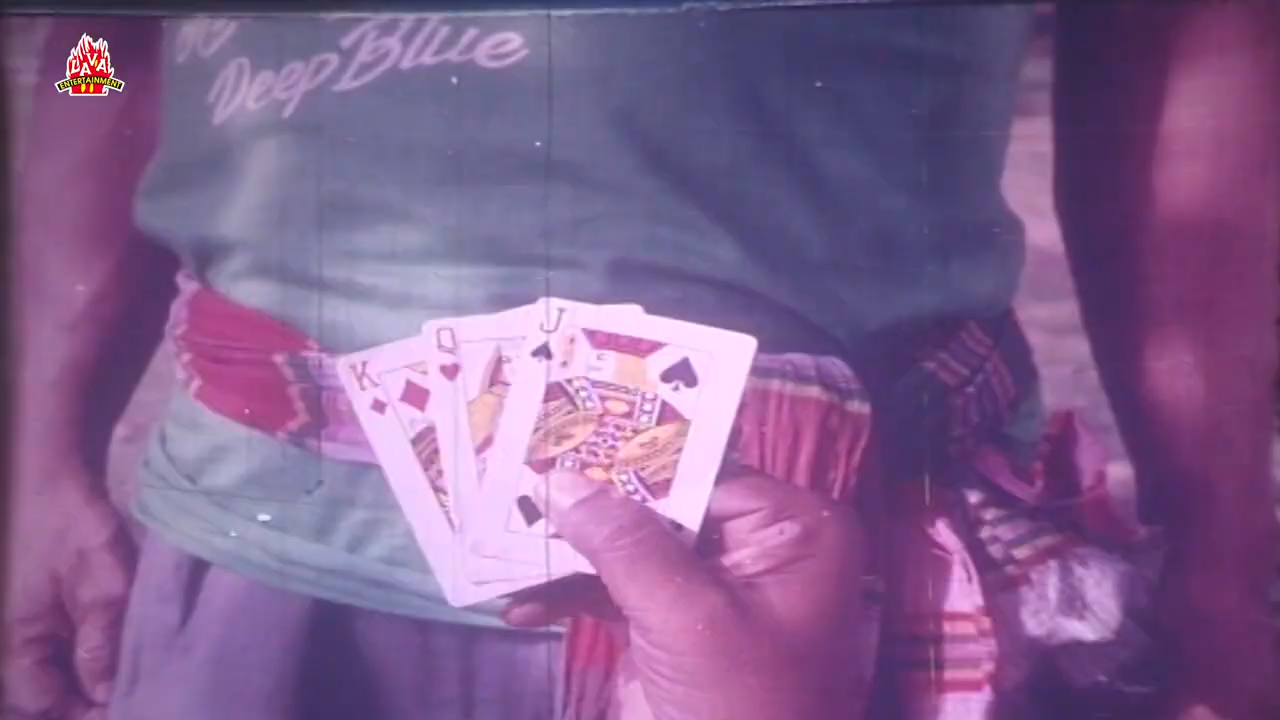 Deep Blue
LAVA
ENTERTAINMENT
K
Q
J